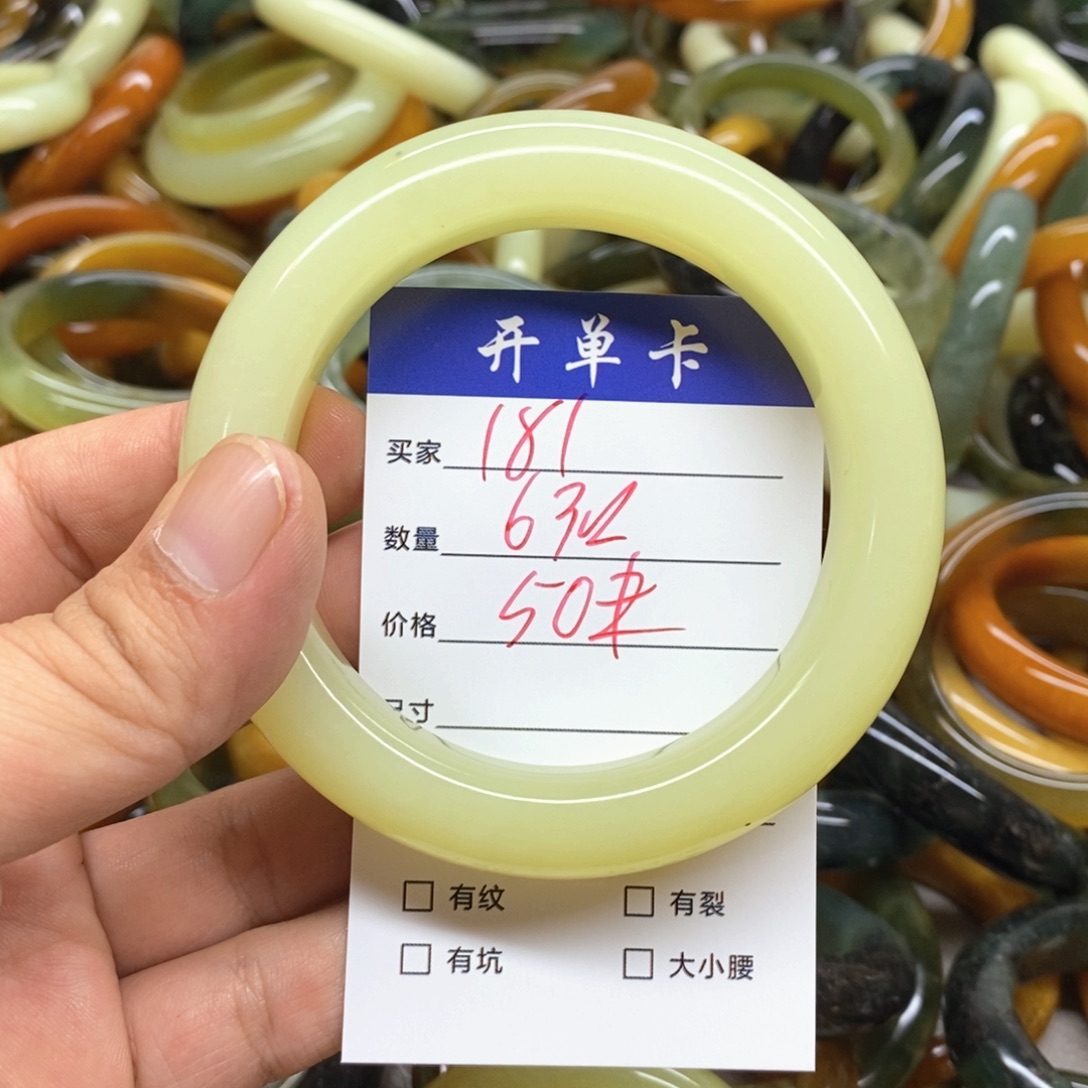 开单卡
买家 181
数量 63
价格 50
尺寸
有纹 有裂
有坑 大小腰